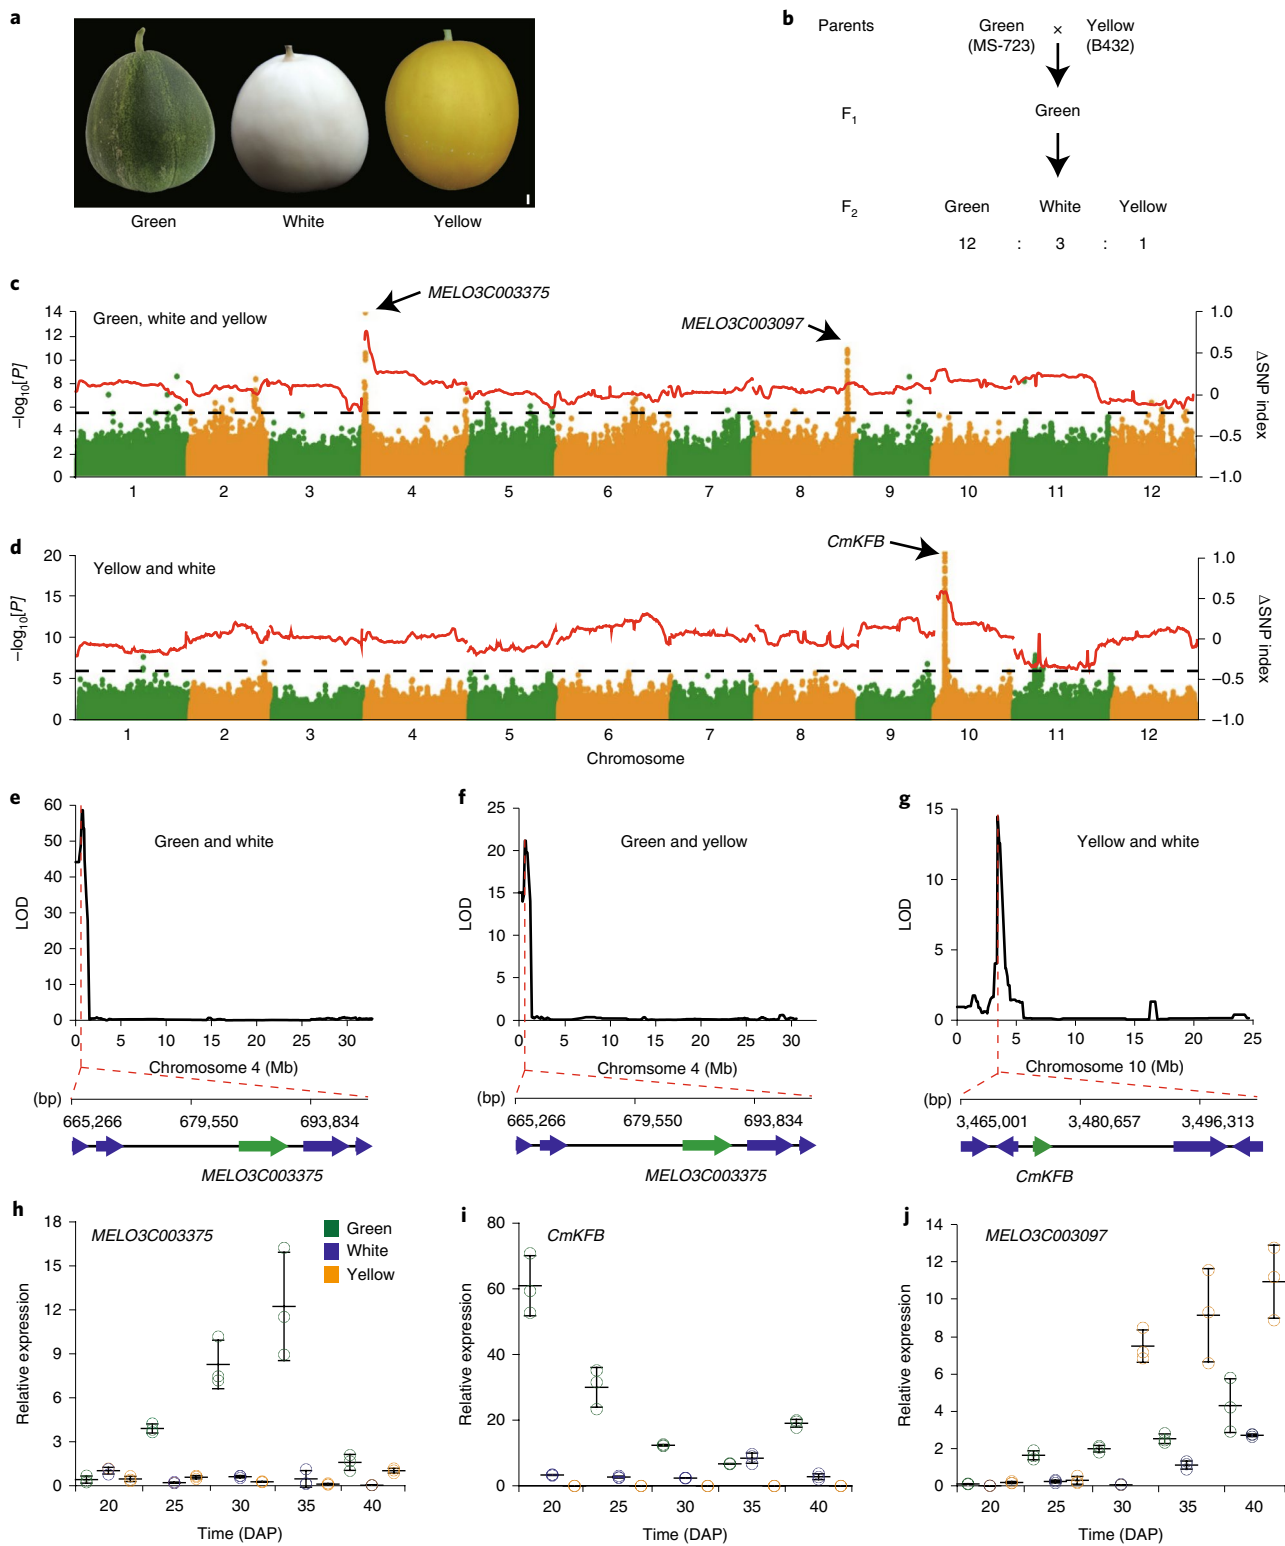 a
Green
White
Yellow
b
Parents
Green × Yellow
(MS-723) (B432)
F1
Green
F2
Green White Yellow
12 : 3 : 1
c
Green, white and yellow
MELO3C003375
MELO3C003097
−log10[P]
14
12
10
8
6
4
2
0
1.0
0.5
0
−0.5
−1.0
ΔSNP index
1 2 3 4 5 6 7 8 9 10 11 12
d
Yellow and white
CmKFB
−log10[P]
20
15
10
5
0
1.0
0.5
0
−0.5
−1.0
ΔSNP index
1 2 3 4 5 6 7 8 9 10 11 12
Chromosome
e
Green and white
LOD
60
50
40
30
20
10
0
0 5 10 15 20 25 30
Chromosome 4 (Mb)
(bp)
665,266 679,550 693,834
MELO3C003375
f
Green and yellow
LOD
25
20
15
10
5
0
0 5 10 15 20 25 30
Chromosome 4 (Mb)
(bp)
665,266 679,550 693,834
MELO3C003375
g
Yellow and white
LOD
15
10
5
0
0 5 10 15 20 25
Chromosome 10 (Mb)
(bp)
3,465,001 3,480,657 3,496,313
CmKFB
h
MELO3C003375
Green
White
Yellow
Relative expression
18
15
12
9
6
3
0
20 25 30 35 40
Time (DAP)
i
CmKFB
Relative expression
80
60
40
20
0
20 25 30 35 40
Time (DAP)
j
MELO3C003097
Relative expression
14
12
10
8
6
4
2
0
20 25 30 35 40
Time (DAP)